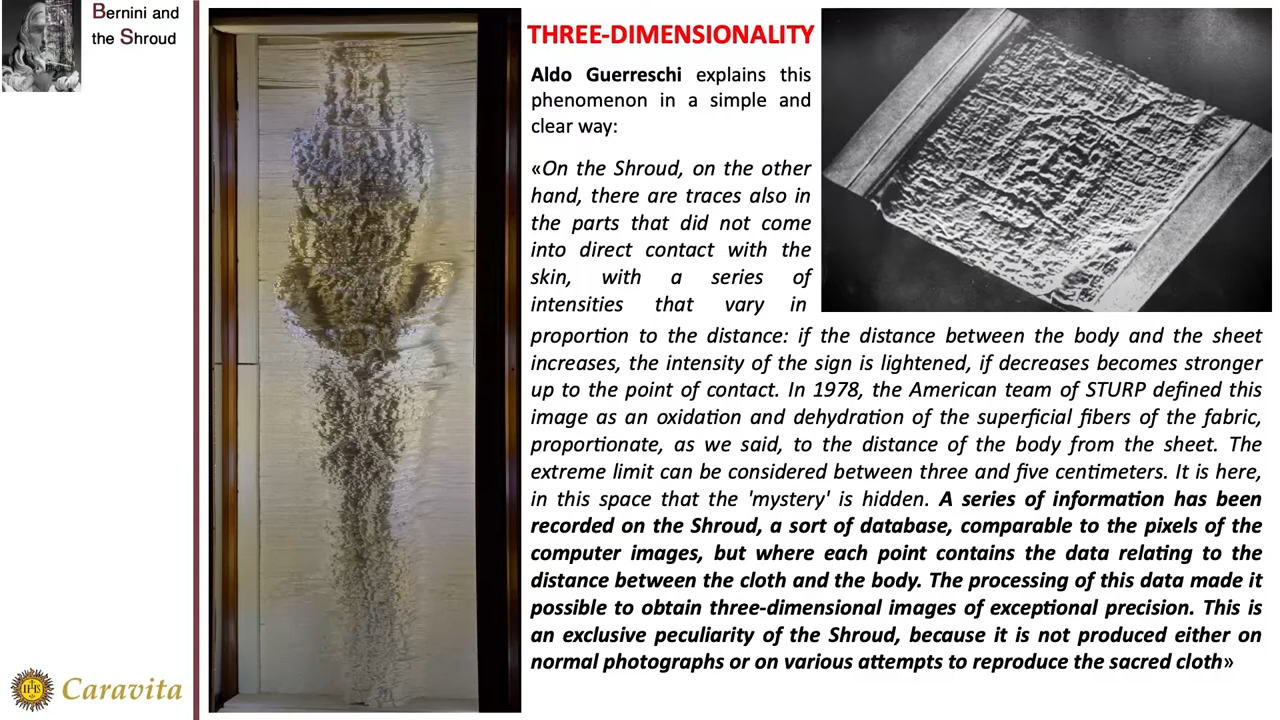 Bernini and
the Shroud
THREE-DIMENSIONALITY
Aldo Guerreschi explains this
phenomenon in a simple and
clear way:
«On the Shroud, on the other
hand, there are traces also in
the parts that did not come
into direct contact with the
skin, with a series of
intensities that vary in
proportion to the distance: if the distance between the body and the sheet
increases, the intensity of the sign is lightened, if decreases becomes stronger
up to the point of contact. In 1978, the American team of STURP defined this
image as an oxidation and dehydration of the superficial fibers of the fabric,
proportionate, as we said, to the distance of the body from the sheet. The
extreme limit can be considered between three and five centimeters. It is here,
in this space that the 'mystery' is hidden. A series of information has been
recorded on the Shroud, a sort of database, comparable to the pixels of the
computer images, but where each point contains the data relating to the
distance between the cloth and the body. The processing of this data made it
possible to obtain three-dimensional images of exceptional precision. This is
an exclusive peculiarity of the Shroud, because it is not produced either on
normal photographs or on various attempts to reproduce the sacred cloth»
IHS
Caravita